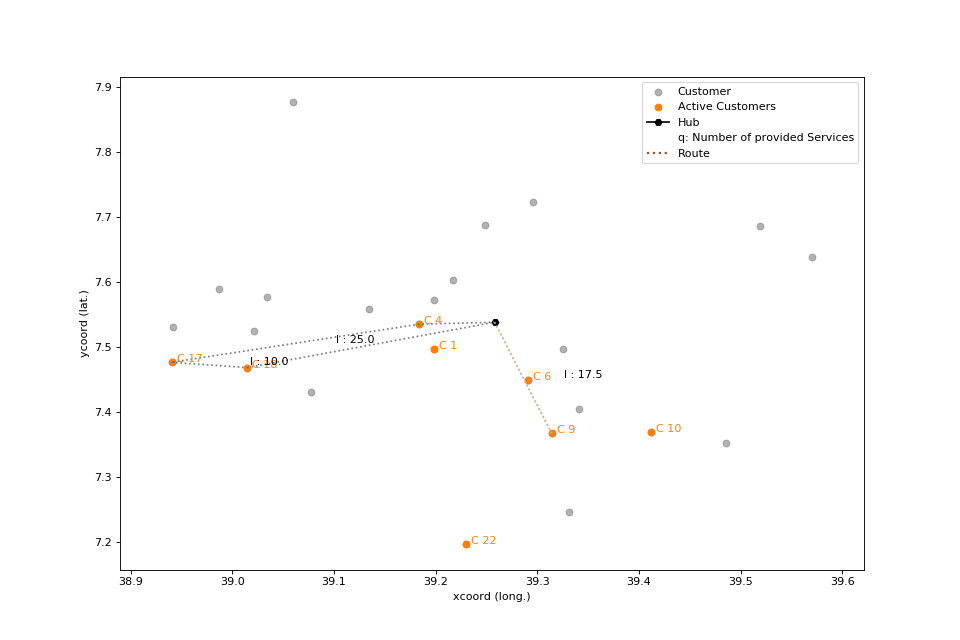 7.9
7.8
7.7
7.6
7.5
7.4
7.3
7.2
ycoord (lat.)
38.9
39.0
39.1
39.2
39.3
39.4
39.5
39.6
xcoord (long.)
Customer
Active Customers
Hub
q: Number of provided Services
Route
C 4
l : 25.0
C 1
C 17
l : 10.0
C 6
l : 17.5
C 9
C 10
C 22